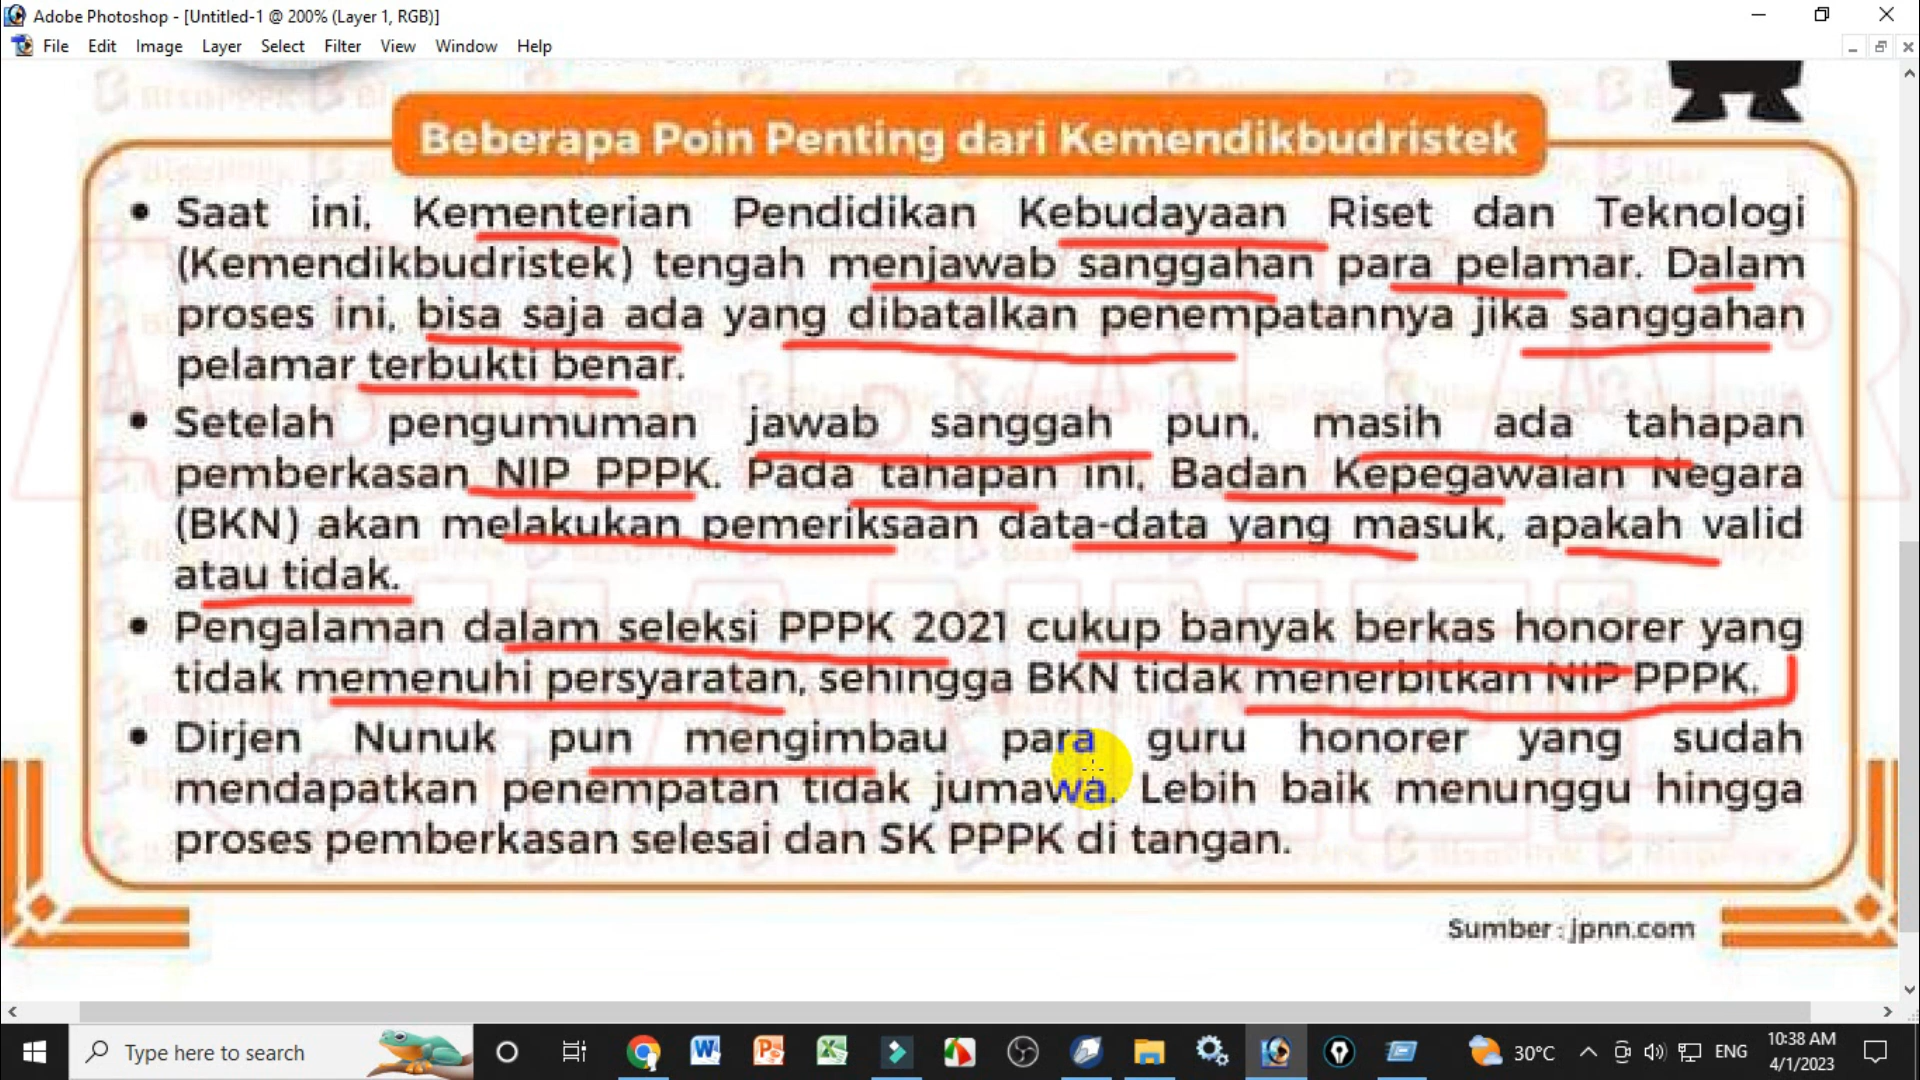 Adobe Photoshop - [Untitled-1 @ 200% (Layer 1, RGB)]
File Edit Image Layer Select Filter View Window Help
Beberapa Poin Penting dari Kemendikbudristek
• Saat ini, Kementerian Pendidikan Kebudayaan Riset dan Teknologi
(Kemendikbudristek) tengah menjawab sanggahan para pelamar. Dalam
proses ini, bisa saja ada yang dibatalkan penempatannya jika sanggahan
pelamar terbukti benar.
• Setelah pengumuman jawab sanggah pun, masih ada tahapan
pemberkasan NIP PPPK. Pada tahapan ini, Badan Kepegawaian Negara
(BKN) akan melakukan pemeriksaan data-data yang masuk, apakah valid
atau tidak.
• Pengalaman dalam seleksi PPPK 2021 cukup banyak berkas honorer yang
tidak memenuhi persyaratan, sehingga BKN tidak menerbitkan NIP PPPK.
• Dirjen Nunuk pun mengimbau para guru honorer yang sudah
mendapatkan penempatan tidak jumawa. Lebih baik menunggu hingga
proses pemberkasan selesai dan SK PPPK di tangan.
Sumber : jpnn.com
Type here to search
30°C
ENG
10:38 AM
4/1/2023